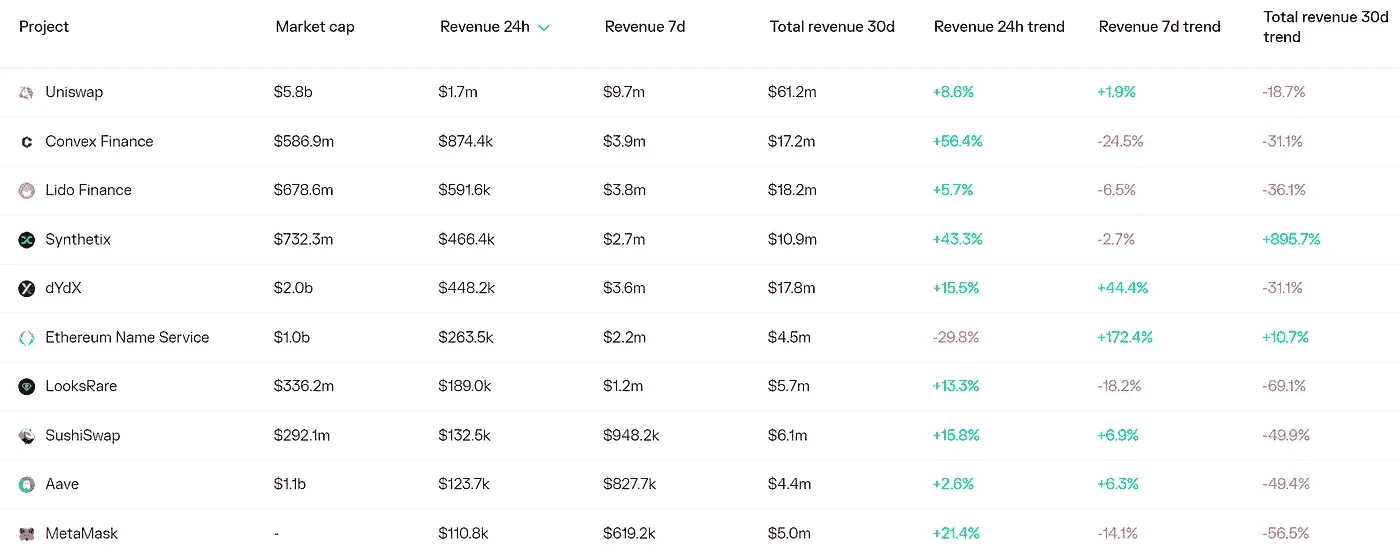 Project Market cap Revenue 24h Revenue 7d Total revenue 30d Revenue 24h trend Revenue 7d trend Total revenue 30d trend
Uniswap $5.8b $1.7m $9.7m $61.2m +8.6% +1.9% -18.7%
Convex Finance $586.9m $874.4k $3.9m $17.2m +56.4% -24.5% -31.1%
Lido Finance $678.6m $591.6k $3.8m $18.2m +5.7% -6.5% -36.1%
Synthetix $732.3m $466.4k $2.7m $10.9m +43.3% -2.7% +895.7%
dYdX $2.0b $448.2k $3.6m $17.8m +15.5% +44.4% -31.1%
Ethereum Name Service $1.0b $263.5k $2.2m $4.5m -29.8% +172.4% +10.7%
LooksRare $336.2m $189.0k $1.2m $5.7m +13.3% -18.2% -69.1%
SushiSwap $292.1m $132.5k $948.2k $6.1m +15.8% +6.9% -49.9%
Aave $1.1b $123.7k $827.7k $4.4m +2.6% +6.3% -49.4%
MetaMask - $110.8k $619.2k $5.0m +21.4% -14.1% -56.5%